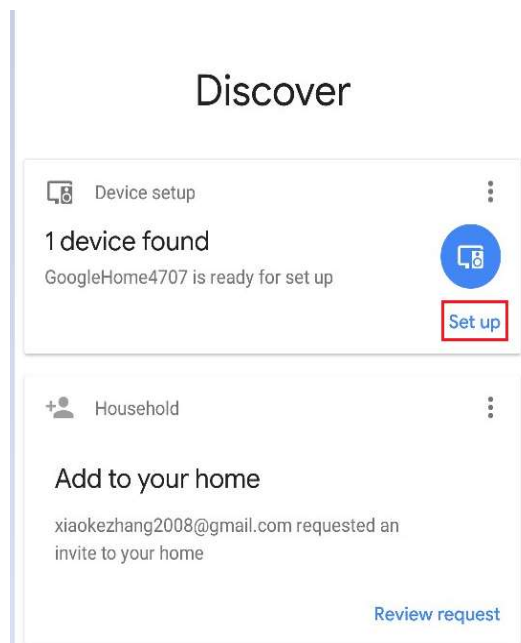 Discover
Device setup
1 device found
GoogleHome4707 is ready for set up
Set up
Household
Add to your home
xiaokezhang2008@gmail.com requested an
invite to your home
Review request